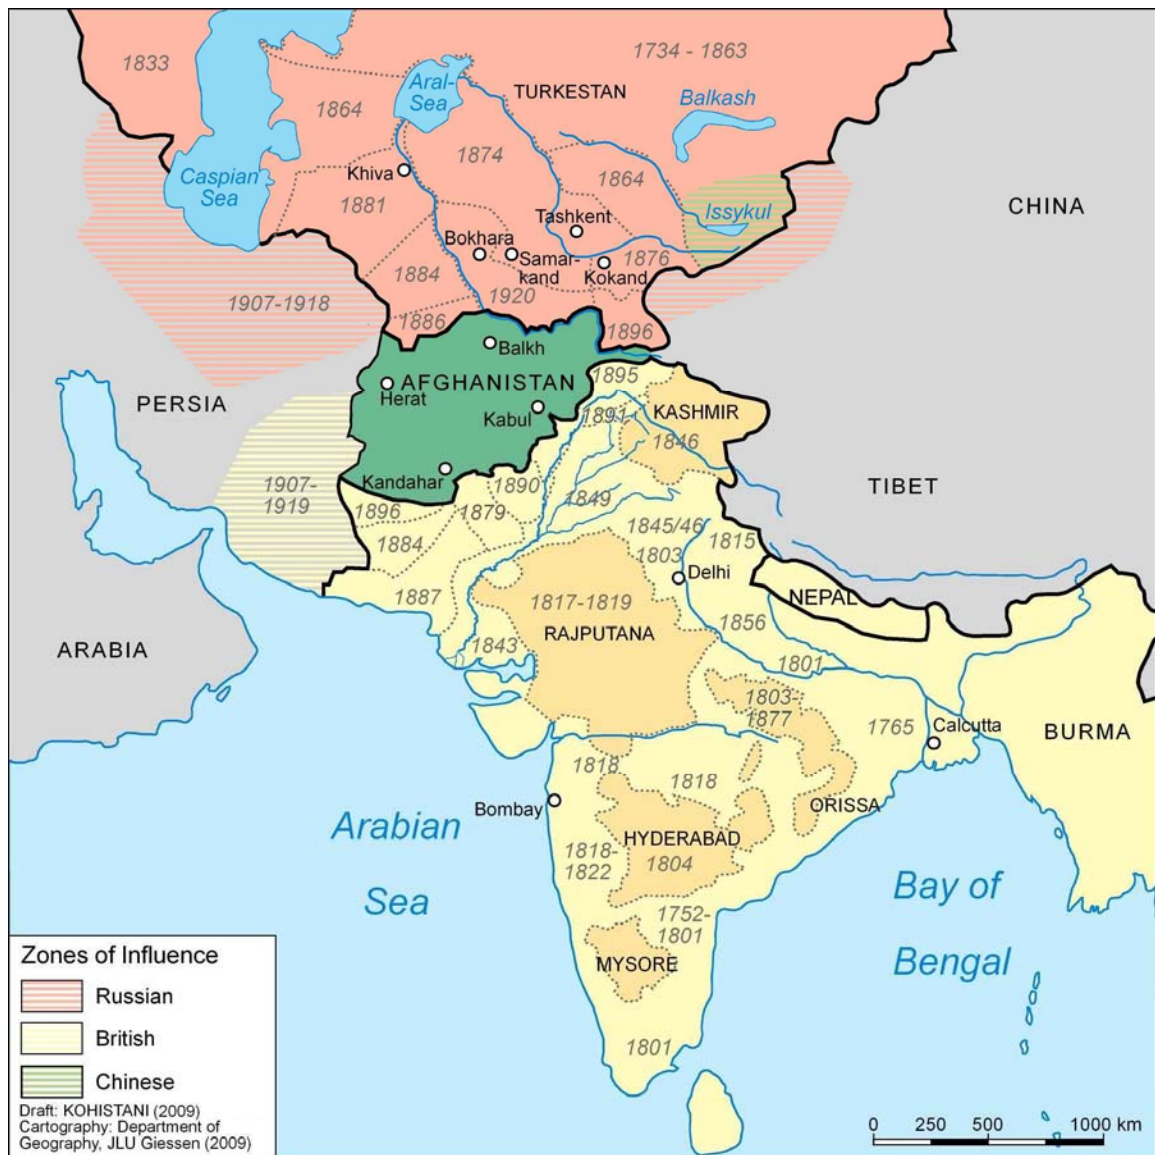 1833
1734 - 1863
Aral-
Sea
TURKESTAN
Balkash
1864
1874
Khiva
1864
Caspian
Sea
1881
Issykul
CHINA
Tashkent
Bokhara
Samar-
kand
1876
Kokand
1884
1920
1907-1918
1886
1896
Balkh
AFGHANISTAN
Herat
Kabul
1895
PERSIA
1891
KASHMIR
1846
Kandahar
1890
1907-
1919
1849
TIBET
1896
1879
1845/46
1884
1803
1815
Delhi
1887
1817-1819
NEPAL
RAJPUTANA
1856
ARABIA
1843
1801
1803-
1877
1765
Calcutta
BURMA
1818
1818
Bombay
ORISSA
Arabian
Sea
HYDERABAD
1818-
1822
1804
Bay of
Bengal
1752-
1801
MYSORE
1801
Zones of Influence
Russian
British
Chinese
Draft: KOHISTANI (2009)
Cartography: Department of
Geography, JLU Giessen (2009)
0 250 500 1000 km